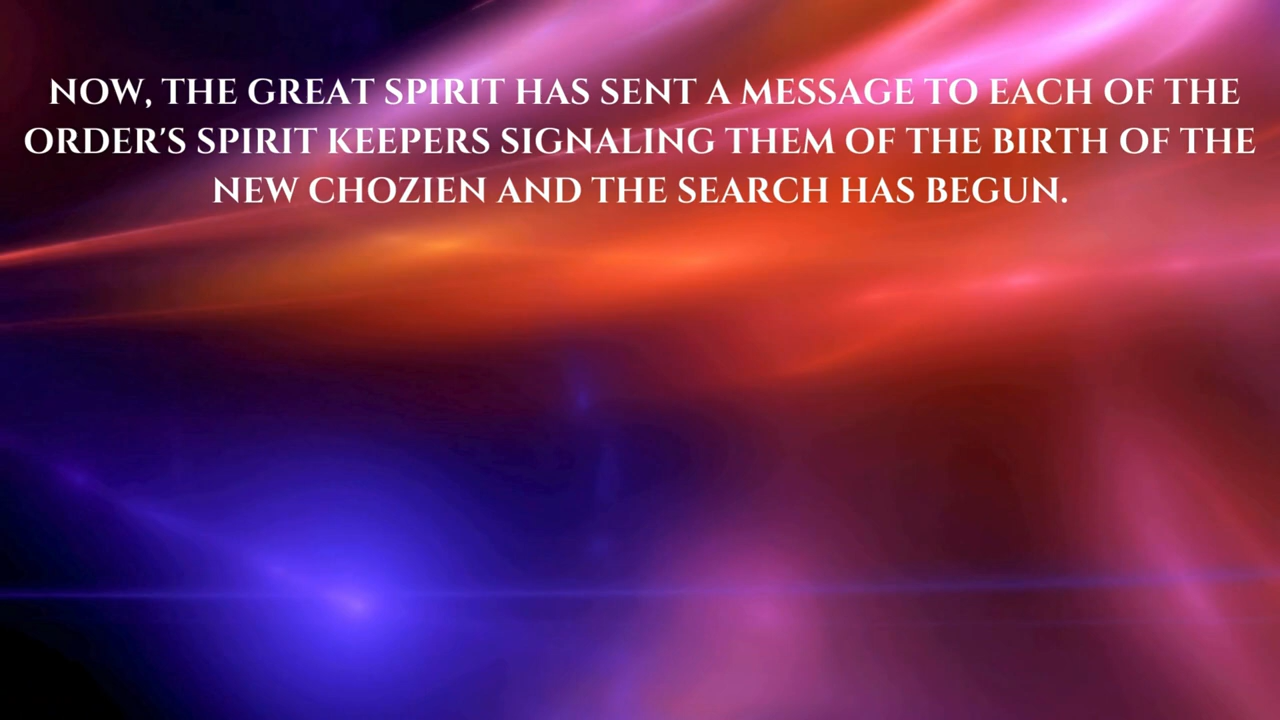 NOW, THE GREAT SPIRIT HAS SENT A MESSAGE TO EACH OF THE
ORDER'S SPIRIT KEEPERS SIGNALING THEM OF THE BIRTH OF THE
NEW CHOZIEN AND THE SEARCH HAS BEGUN.